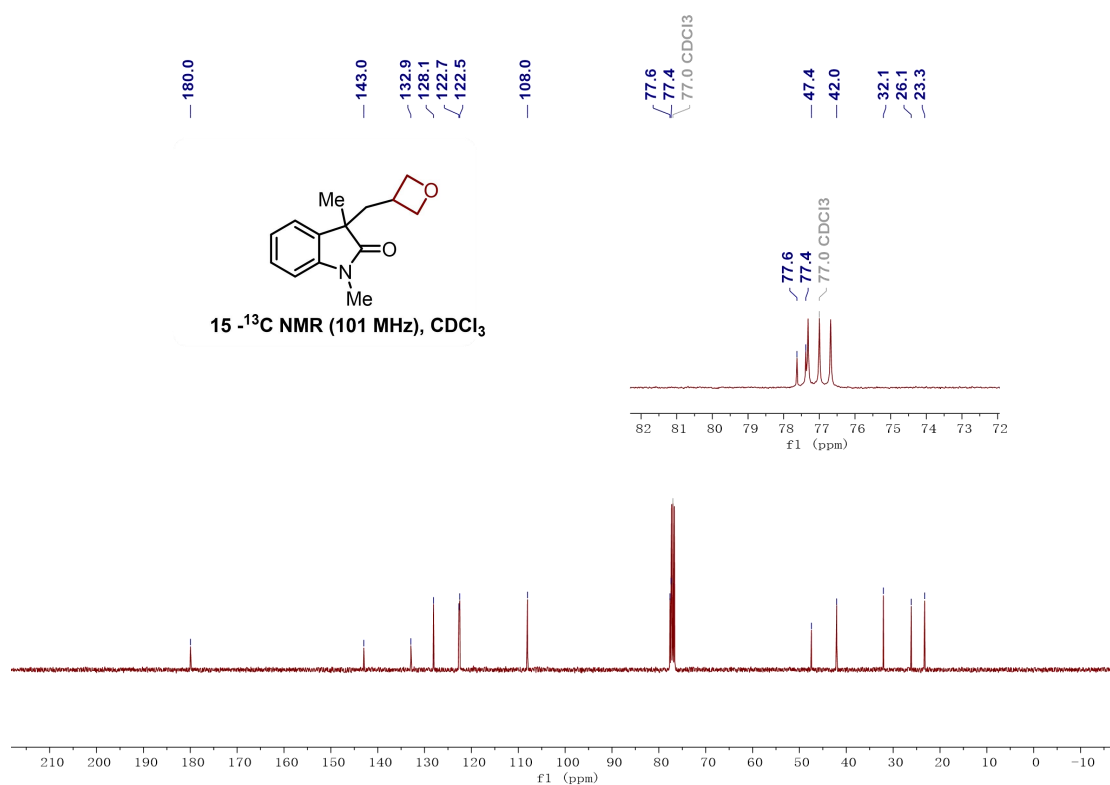 180.0
143.0
132.9
128.1
122.7
122.5
108.0
77.6
77.4
77.0 CDCl3
47.4
42.0
32.1
26.1
23.3
Me
O
O
N
Me
15 -¹³C NMR (101 MHz), CDCl₃
77.6
77.4
77.0 CDCl3
82 81 80 79 78 77 76 75 74 73 72
f1 (ppm)
210 200 190 180 170 160 150 140 130 120 110 100 90 80 70 60 50 40 30 20 10 0 -10
f1 (ppm)